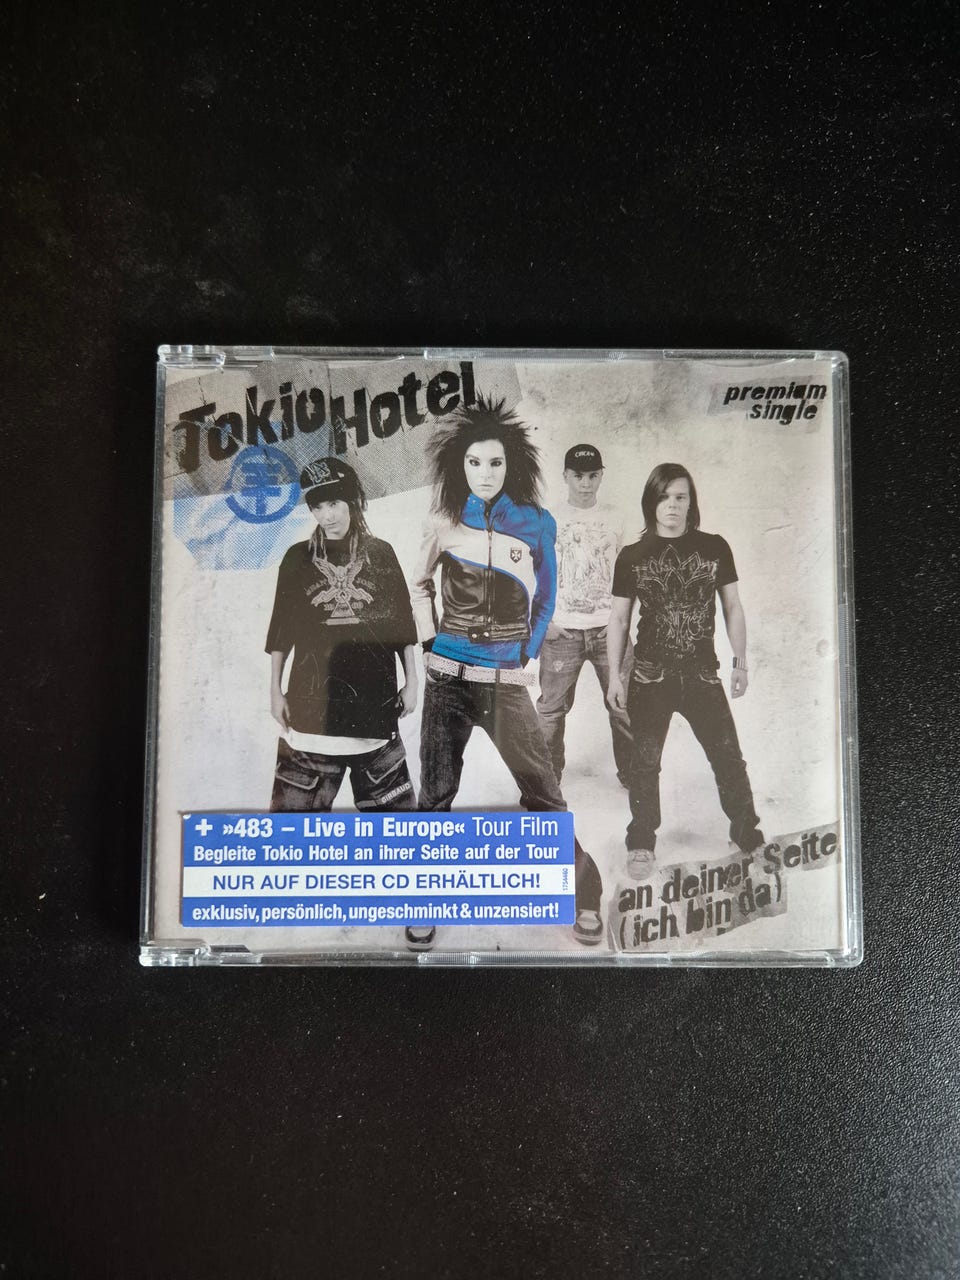 Tokio Hotel
premium
single
GIRBAUD
+ »483 – Live in Europe« Tour Film
Begleite Tokio Hotel an ihrer Seite auf der Tour
NUR AUF DIESER CD ERHÄLTLICH!
exklusiv, persönlich, ungeschminkt & unzensiert!
an deiner Seite
(ich bin da)